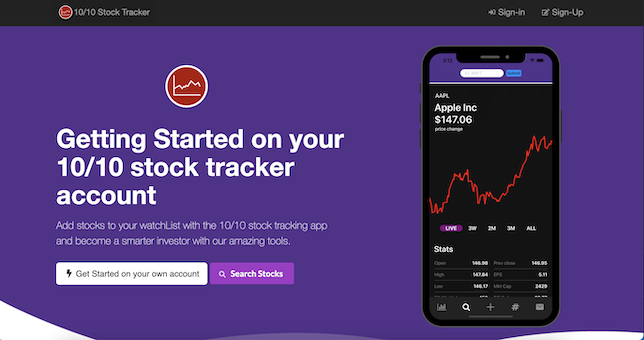 10/10 Stock Tracker
Sign-in
Sign-Up
Getting Started on your
10/10 stock tracker
account
Add stocks to your watchList with the 10/10 stock tracking app
and become a smarter investor with our amazing tools.
Get Started on your own account
Search Stocks
AAPL
Apple Inc
$147.06
price change
LIVE 3W 2M 3M ALL
Stats
Open 146.98 Prev close 146.95
High 147.84 EPS 5.11
Low 146.17 MM Cap 2429